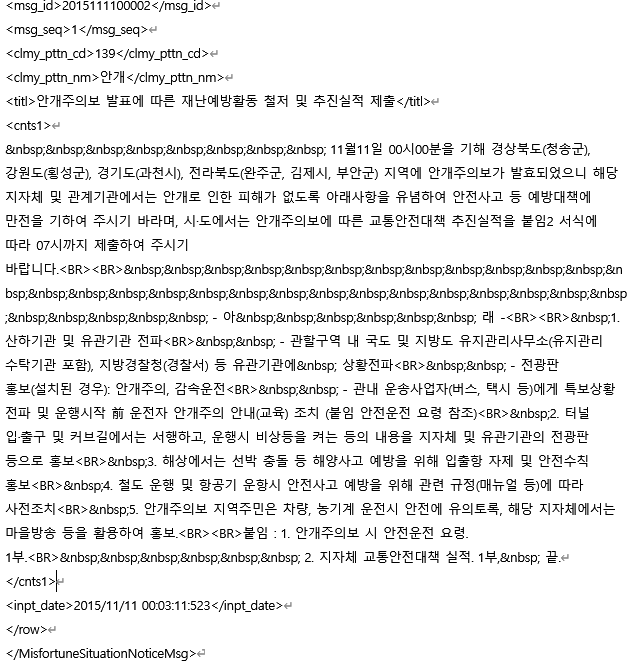 <msg_id>2015111100002</msg_id>↵
<msg_seq>1</msg_seq>↵
<clmy_pttn_cd>139</clmy_pttn_cd>↵
<clmy_pttn_nm>안개</clmy_pttn_nm>↵
<titl>안개주의보 발표에 따른 재난예방활동 철저 및 추진실적 제출</titl>↵
<cnts1>↵
&nbsp;&nbsp;&nbsp;&nbsp;&nbsp;&nbsp;&nbsp;&nbsp; 11월11일 00시00분을 기해 경상북도(청송군),
강원도(횡성군), 경기도(과천시), 전라북도(완주군, 김제시, 부안군) 지역에 안개주의보가 발효되었으니 해당
지자체 및 관계기관에서는 안개로 인한 피해가 없도록 아래사항을 유념하여 안전사고 등 예방대책에
만전을 기하여 주시기 바라며, 시·도에서는 안개주의보에 따른 교통안전대책 추진실적을 붙임2 서식에
따라 07시까지 제출하여 주시기
바랍니다.<BR><BR>&nbsp;&nbsp;&nbsp;&nbsp;&nbsp;&nbsp;&nbsp;&nbsp;&nbsp;&nbsp;&nbsp;&nbsp;&n
bsp;&nbsp;&nbsp;&nbsp;&nbsp;&nbsp;&nbsp;&nbsp;&nbsp;&nbsp;&nbsp;&nbsp;&nbsp;&nbsp;&nbsp;&nbsp
;&nbsp;&nbsp;&nbsp;&nbsp;&nbsp; - 아&nbsp;&nbsp;&nbsp;&nbsp;&nbsp;&nbsp; 래 -<BR><BR>&nbsp;1.
산하기관 및 유관기관 전파<BR>&nbsp;&nbsp; - 관할구역 내 국도 및 지방도 유지관리사무소(유지관리
수탁기관 포함), 지방경찰청(경찰서) 등 유관기관에&nbsp; 상황전파<BR>&nbsp;&nbsp; - 전광판
홍보(설치된 경우): 안개주의, 감속운전<BR>&nbsp;&nbsp; - 관내 운송사업자(버스, 택시 등)에게 특보상황
전파 및 운행시작 前 운전자 안개주의 안내(교육) 조치 (붙임 안전운전 요령 참조)<BR>&nbsp;2. 터널
입·출구 및 커브길에서는 서행하고, 운행시 비상등을 켜는 등의 내용을 지자체 및 유관기관의 전광판
등으로 홍보<BR>&nbsp;3. 해상에서는 선박 충돌 등 해양사고 예방을 위해 입출항 자제 및 안전수칙
홍보<BR>&nbsp;4. 철도 운행 및 항공기 운항시 안전사고 예방을 위해 관련 규정(매뉴얼 등)에 따라
사전조치<BR>&nbsp;5. 안개주의보 지역주민은 차량, 농기계 운전시 안전에 유의토록, 해당 지자체에서는
마을방송 등을 활용하여 홍보.<BR><BR>붙임 : 1. 안개주의보 시 안전운전 요령.
1부.<BR>&nbsp;&nbsp;&nbsp;&nbsp;&nbsp;&nbsp; 2. 지자체 교통안전대책 실적. 1부,&nbsp; 끝.↵
</cnts1>↵
<inpt_date>2015/11/11 00:03:11:523</inpt_date>↵
</row>↵
</MisfortuneSituationNoticeMsg>↵